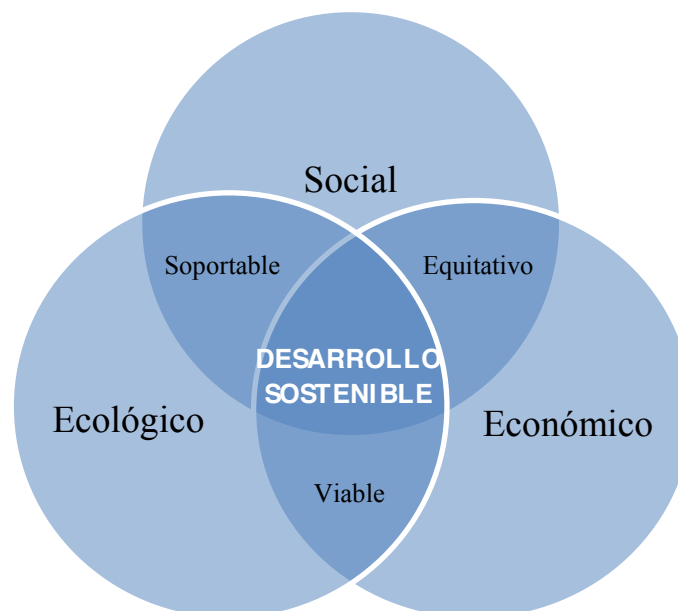 Social
Soportable
Equitativo
DESARROLLO
SOSTENIBLE
Ecológico
Económico
Viable